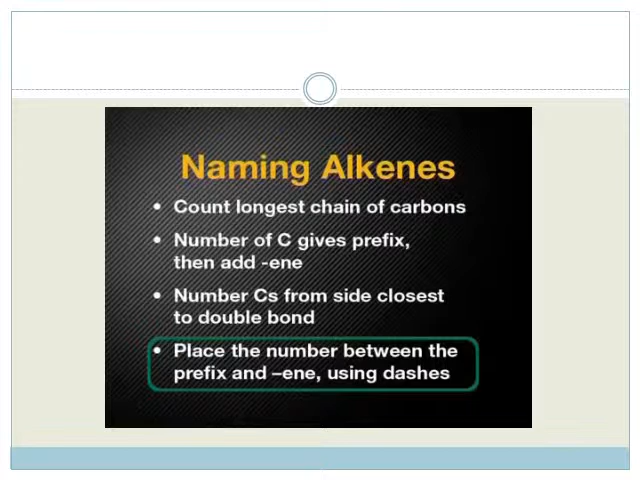 Naming Alkenes
• Count longest chain of carbons
• Number of C gives prefix,
then add -ene
• Number Cs from side closest
to double bond
• Place the number between the
prefix and –ene, using dashes